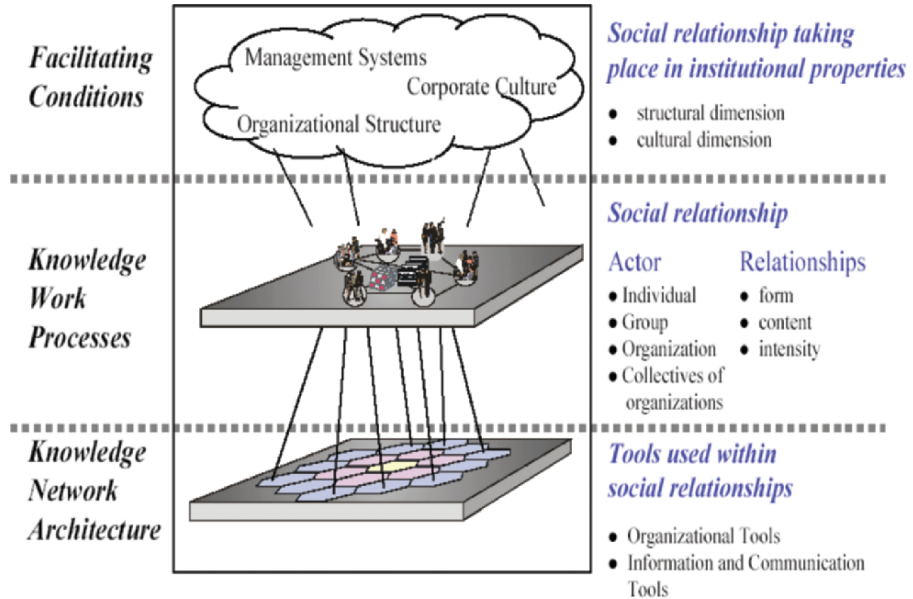 Facilitating
Conditions
Management Systems
Corporate Culture
Organizational Structure
Social relationship taking
place in institutional properties
● structural dimension
● cultural dimension
Knowledge
Work
Processes
Social relationship
Actor
● Individual
● Group
● Organization
● Collectives of
organizations
Relationships
● form
● content
● intensity
Knowledge
Network
Architecture
Tools used within
social relationships
● Organizational Tools
● Information and Communication
Tools